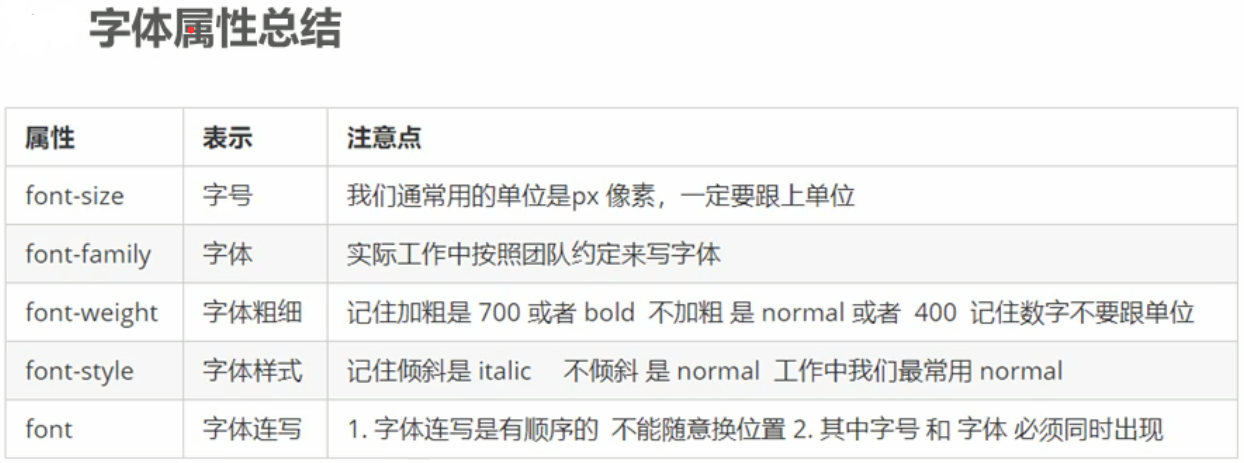 字体属性总结
属性 表示 注意点
font-size 字号 我们通常用的单位是px 像素，一定要跟上单位
font-family 字体 实际工作中按照团队约定来写字体
font-weight 字体粗细 记住加粗是 700 或者 bold 不加粗 是 normal 或者 400 记住数字不要跟单位
font-style 字体样式 记住倾斜是 italic 不倾斜 是 normal 工作中我们最常用 normal
font 字体连写 1. 字体连写是有顺序的 不能随意换位置 2. 其中字号 和 字体 必须同时出现